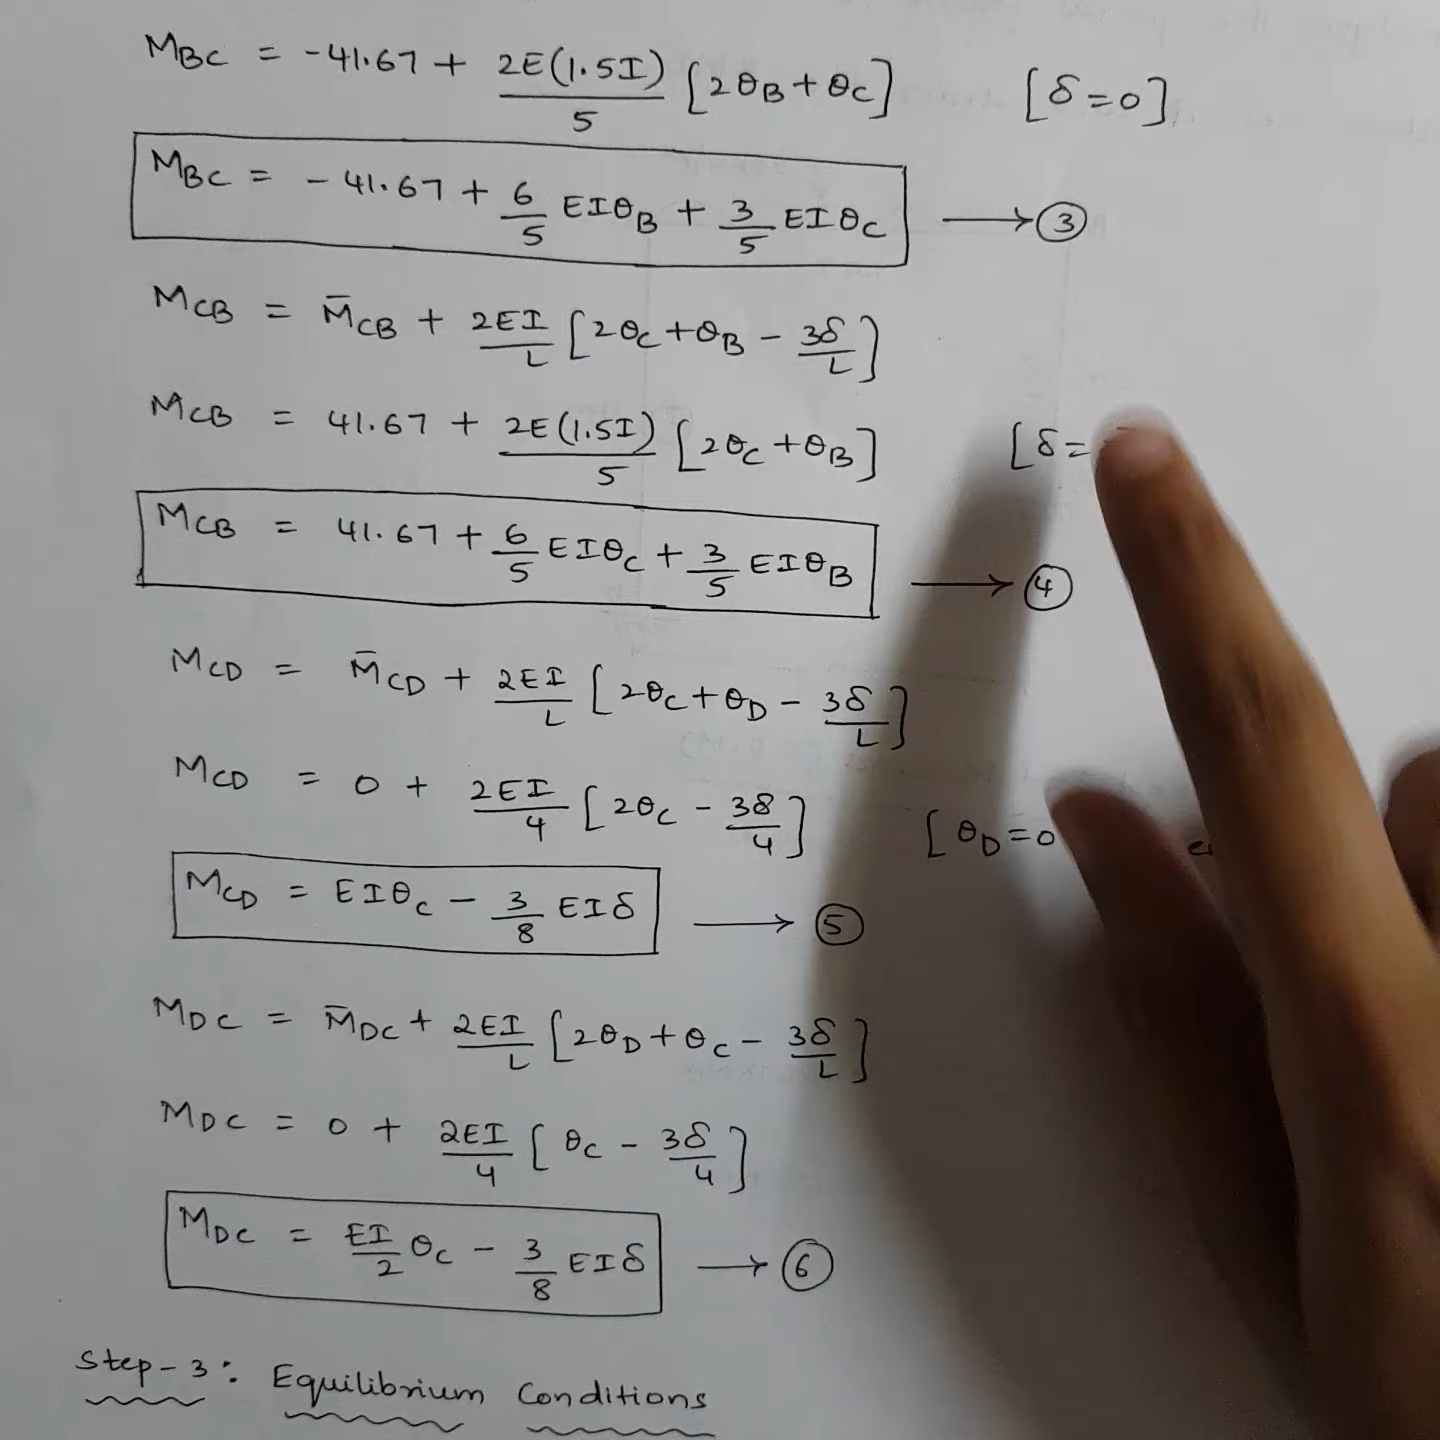 MBC = -41.67 + 2E(1.5I)/5 [2θB + θC] [δ=0]
MBC = -41.67 + 6/5 EIθB + 3/5 EIθC → ③
MCB = M̄CB + 2EI/L [2θC + θB - 3δ/L]
MCB = 41.67 + 2E(1.5I)/5 [2θC + θB] [δ=
MCB = 41.67 + 6/5 EIθC + 3/5 EIθB → ④
MCD = M̄CD + 2EI/L [2θC + θD - 3δ/L]
MCD = 0 + 2EI/4 [2θC - 3δ/4] [θD=0
MCD = EIθC - 3/8 EIδ → ⑤
MDC = M̄DC + 2EI/L [2θD + θC - 3δ/L]
MDC = 0 + 2EI/4 [θC - 3δ/4]
MDC = EI/2 θC - 3/8 EIδ → ⑥
Step-3: Equilibrium Conditions